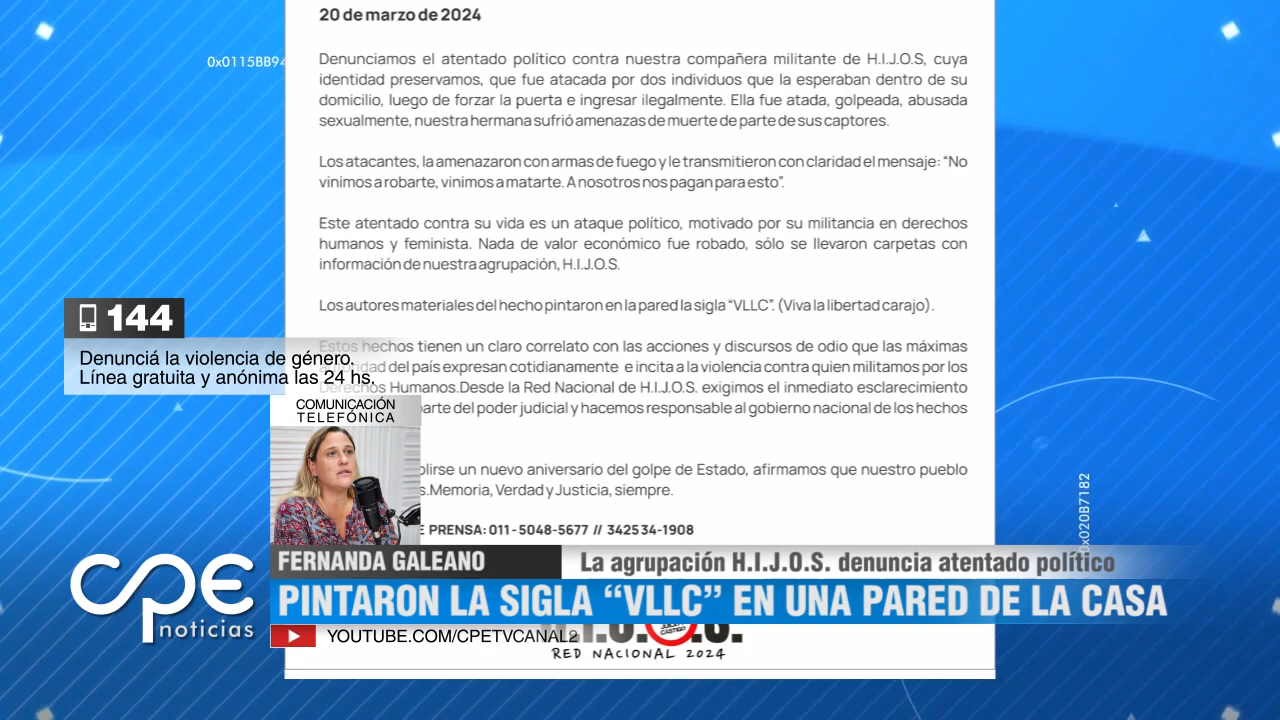 20 de marzo de 2024
0x0115BB94
Denunciamos el atentado político contra nuestra compañera militante de H.I.J.O.S, cuya
identidad preservamos, que fue atacada por dos individuos que la esperaban dentro de su
domicilio, luego de forzar la puerta e ingresar ilegalmente. Ella fue atada, golpeada, abusada
sexualmente, nuestra hermana sufrió amenazas de muerte de parte de sus captores.
Los atacantes, la amenazaron con armas de fuego y le transmitieron con claridad el mensaje: “No
vinimos a robarte, vinimos a matarte. A nosotros nos pagan para esto”.
Este atentado contra su vida es un ataque político, motivado por su militancia en derechos
humanos y feminista. Nada de valor económico fue robado, sólo se llevaron carpetas con
información de nuestra agrupación, H.I.J.O.S.
Los autores materiales del hecho pintaron en la pared la sigla “VLLC”. (Viva la libertad carajo).
144
Denunciá la violencia de género.
Línea gratuita y anónima las 24 hs.
Estos hechos tienen un claro correlato con las acciones y discursos de odio que las máximas
del país expresan cotidianamente e incita a la violencia contra quien militamos por los
Derechos Humanos.Desde la Red Nacional de H.I.J.O.S. exigimos el inmediato esclarecimiento
parte del poder judicial y hacemos responsable al gobierno nacional de los hechos
un nuevo aniversario del golpe de Estado, afirmamos que nuestro pueblo
Memoria, Verdad y Justicia, siempre.
PRENSA: 011 - 5048-5677 // 342534-1908
COMUNICACIÓN
TELEFÓNICA
0x020B7182
FERNANDA GALEANO
La agrupación H.I.J.O.S. denuncia atentado político
PINTARON LA SIGLA “VLLC” EN UNA PARED DE LA CASA
cpe
noticias
YOUTUBE.COM/CPETVCANAL2
CASTIGO
RED NACIONAL 2024